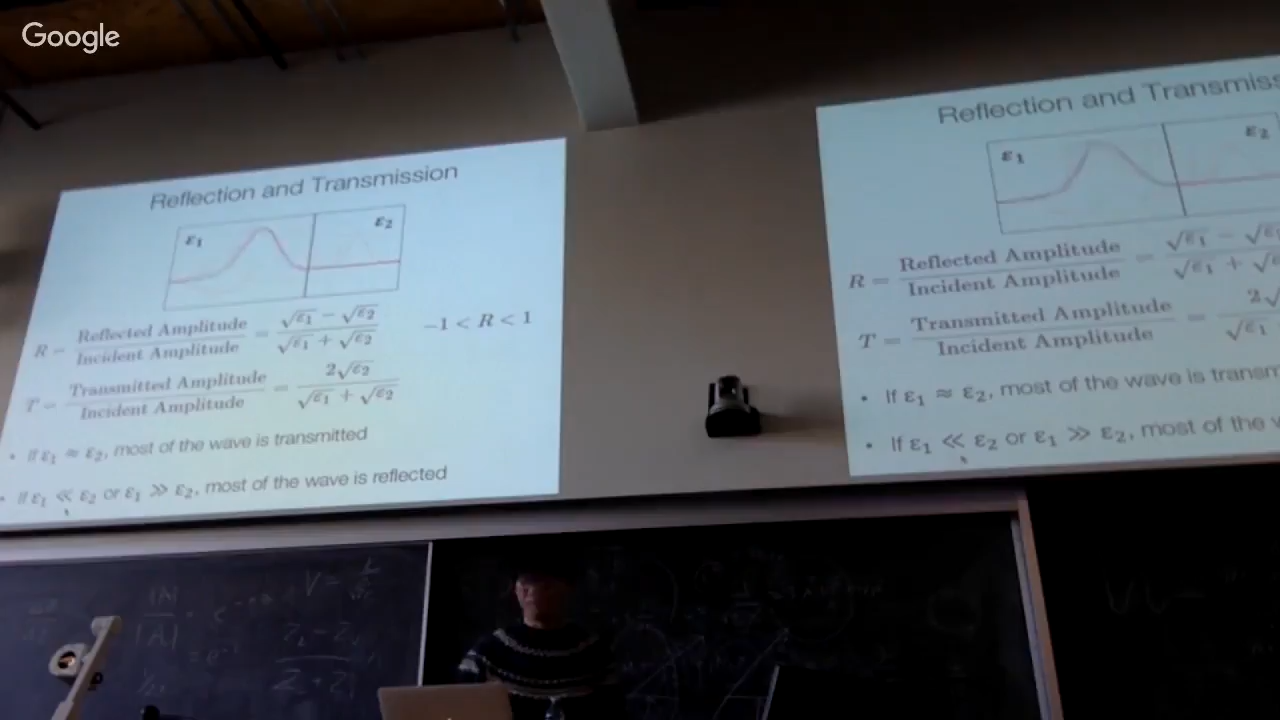 Google
Reflection and Transmission
ε₁ ε₂
R = Reflected Amplitude / Incident Amplitude = √ε₁ − √ε₂ / √ε₁ + √ε₂ −1 < R < 1
T = Transmitted Amplitude / Incident Amplitude = 2√ε₂ / √ε₁ + √ε₂
• If ε₁ ≈ ε₂, most of the wave is transmitted
• If ε₁ ≪ ε₂ or ε₁ ≫ ε₂, most of the wave is reflected
Reflection and Transmiss
ε₁ ε₂
R = Reflected Amplitude / Incident Amplitude = √ε₁ − √ε / √ε₁ + √ε
T = Transmitted Amplitude / Incident Amplitude = 2√ / √ε₁
• If ε₁ ≈ ε₂, most of the wave is transm
• If ε₁ ≪ ε₂ or ε₁ ≫ ε₂, most of the w